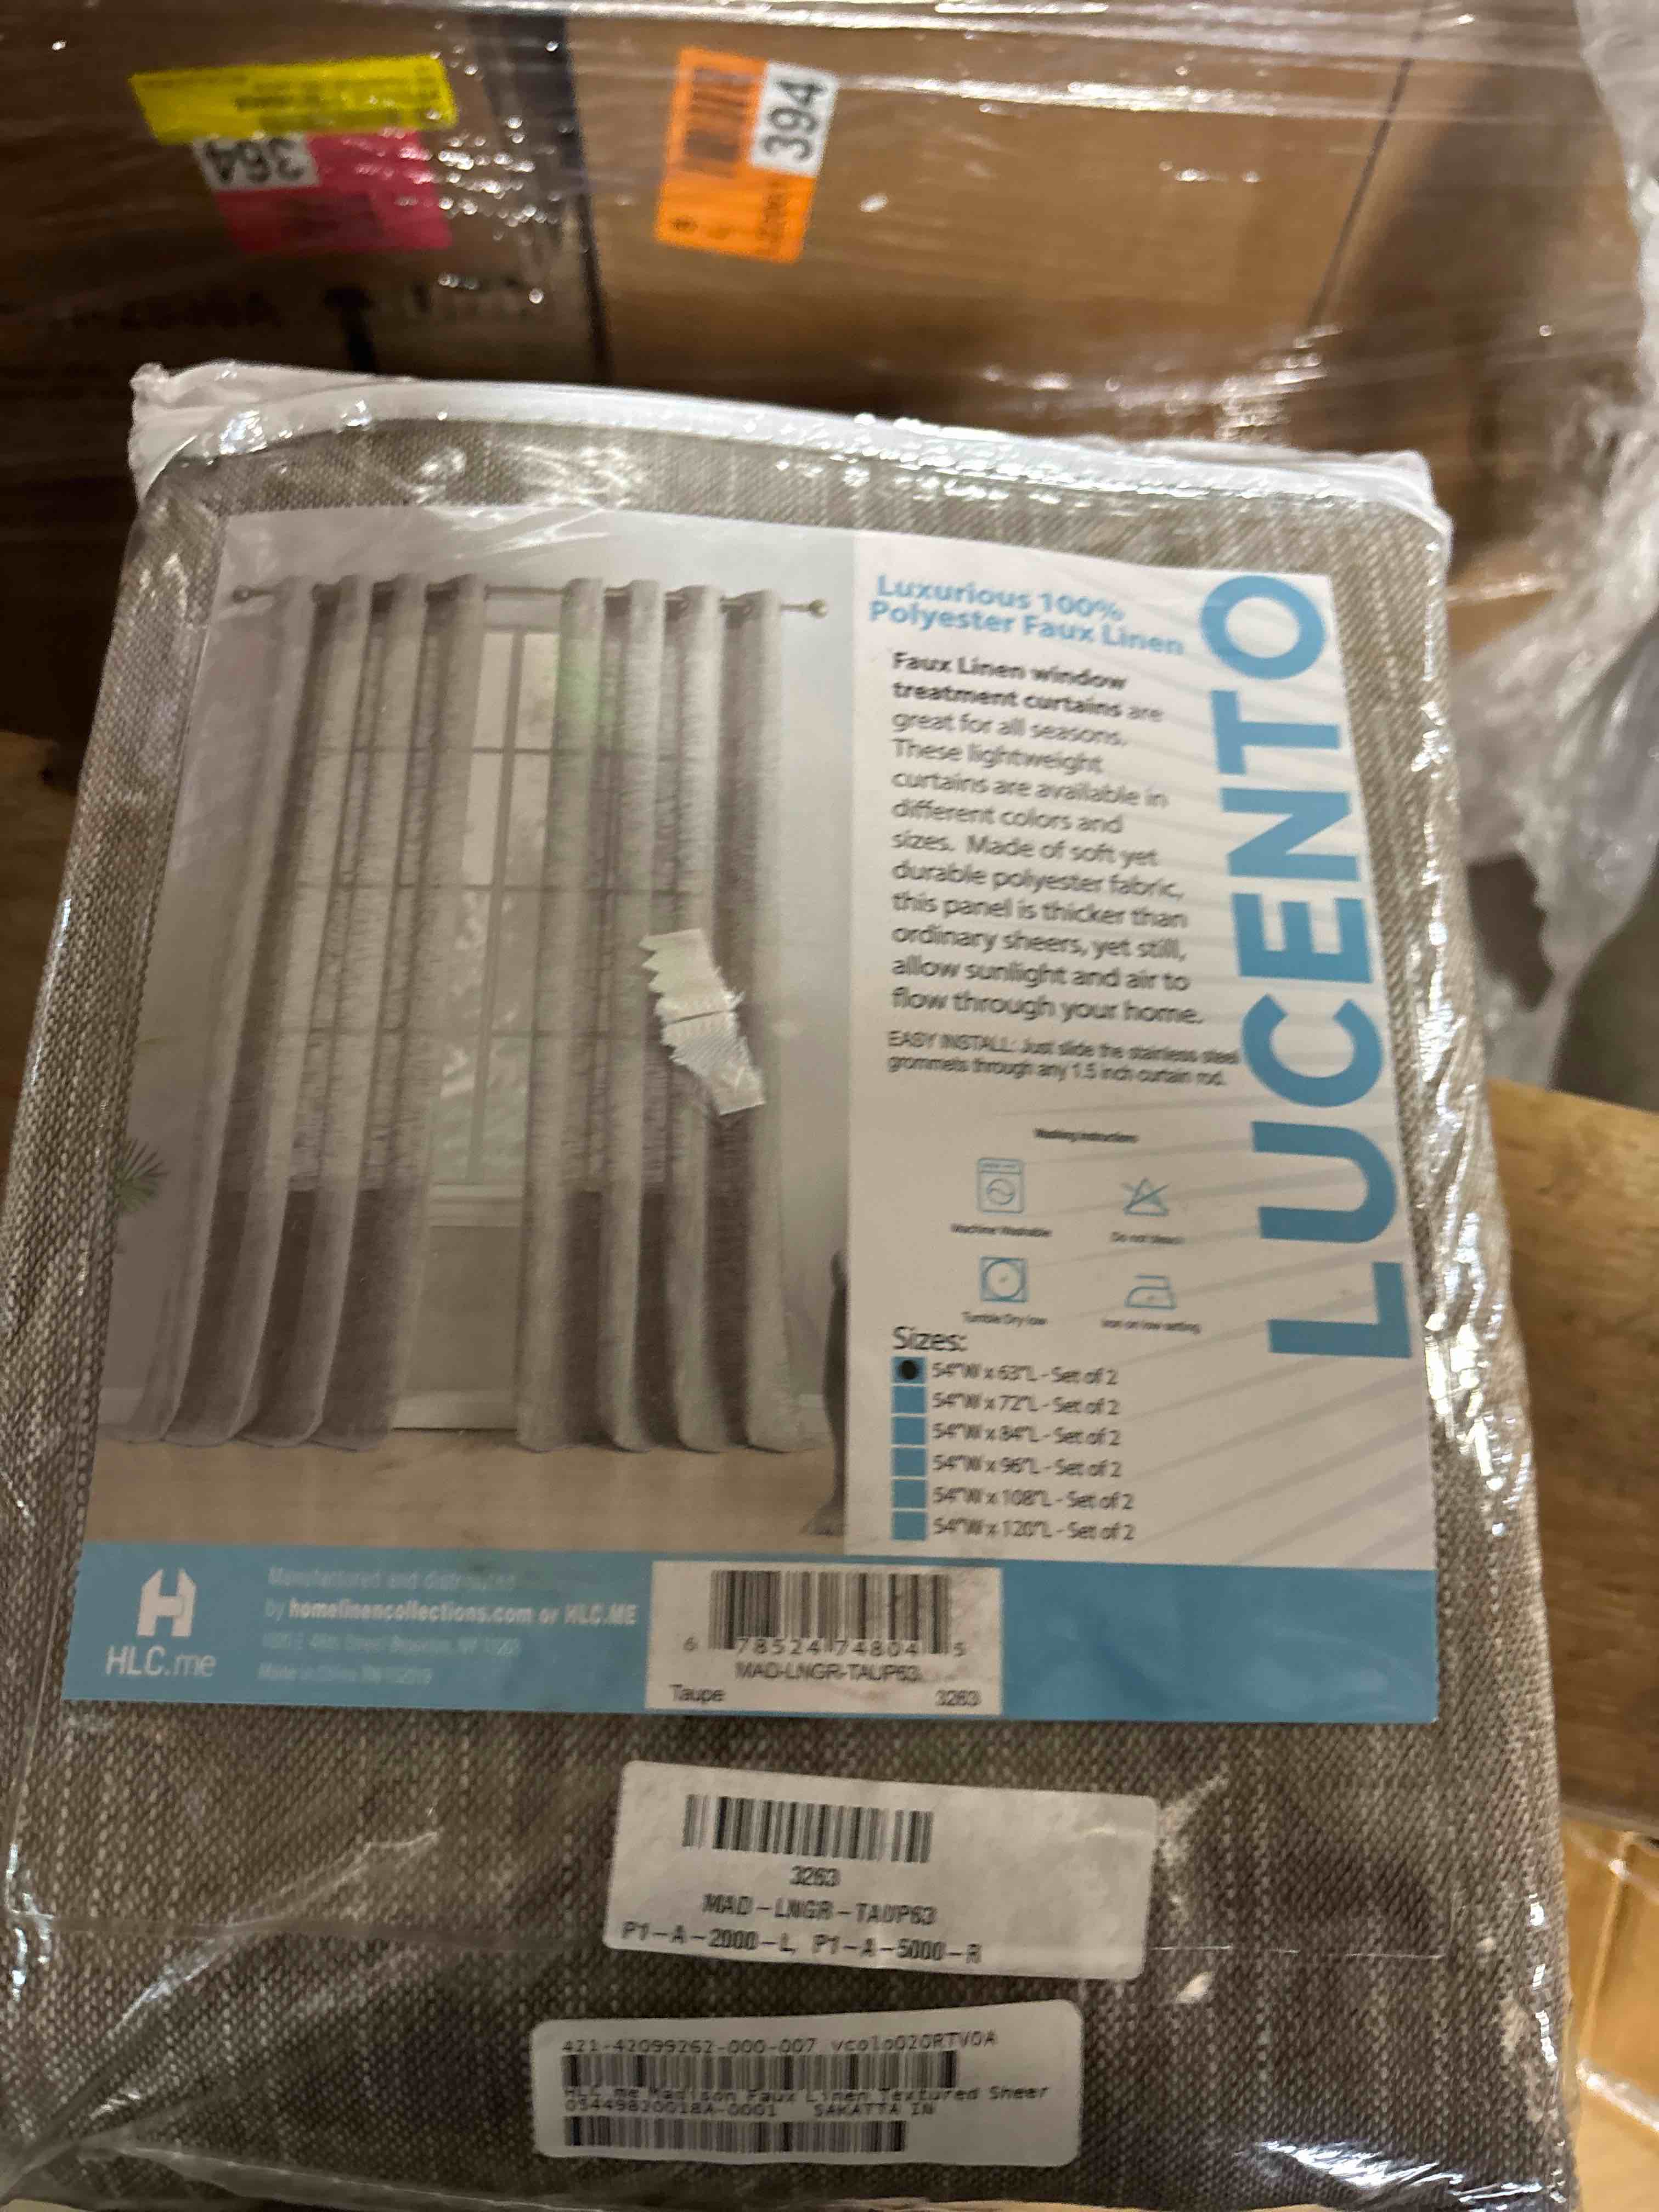 364
394
LUCENTO
Luxurious 100%
Polyester Faux Linen
Faux Linen window
treatment curtains are
great for all seasons.
These lightweight
curtains are available in
different colors and
sizes. Made of soft yet
durable polyester fabric,
this panel is thicker than
ordinary sheers, yet still,
allow sunlight and air to
flow through your home.
EASY INSTALL: Just slide the stainless steel
grommets through any 1.5 inch curtain rod.
Washing Instructions
Machine Washable
Do not bleach
Tumble Dry low
Iron on low setting
Sizes:
54"W x 63"L - Set of 2
54"W x 72"L - Set of 2
54"W x 84"L - Set of 2
54"W x 96"L - Set of 2
54"W x 108"L - Set of 2
54"W x 120"L - Set of 2
HLC.me
Manufactured and distributed
by homelinencollections.com or HLC.ME
Made in China
6 78524 74804 5
MAD-LNGR-TAUP63
Taupe 3263
3263
MAD-LNGR-TAUP63
P1-A-2000-L, P1-A-5000-R
421-42099262-000-007 vcolo020RTVOA
HLC.me Madison Faux Linen Textured Sheer
05449820018A-0001 SAKATTA IN